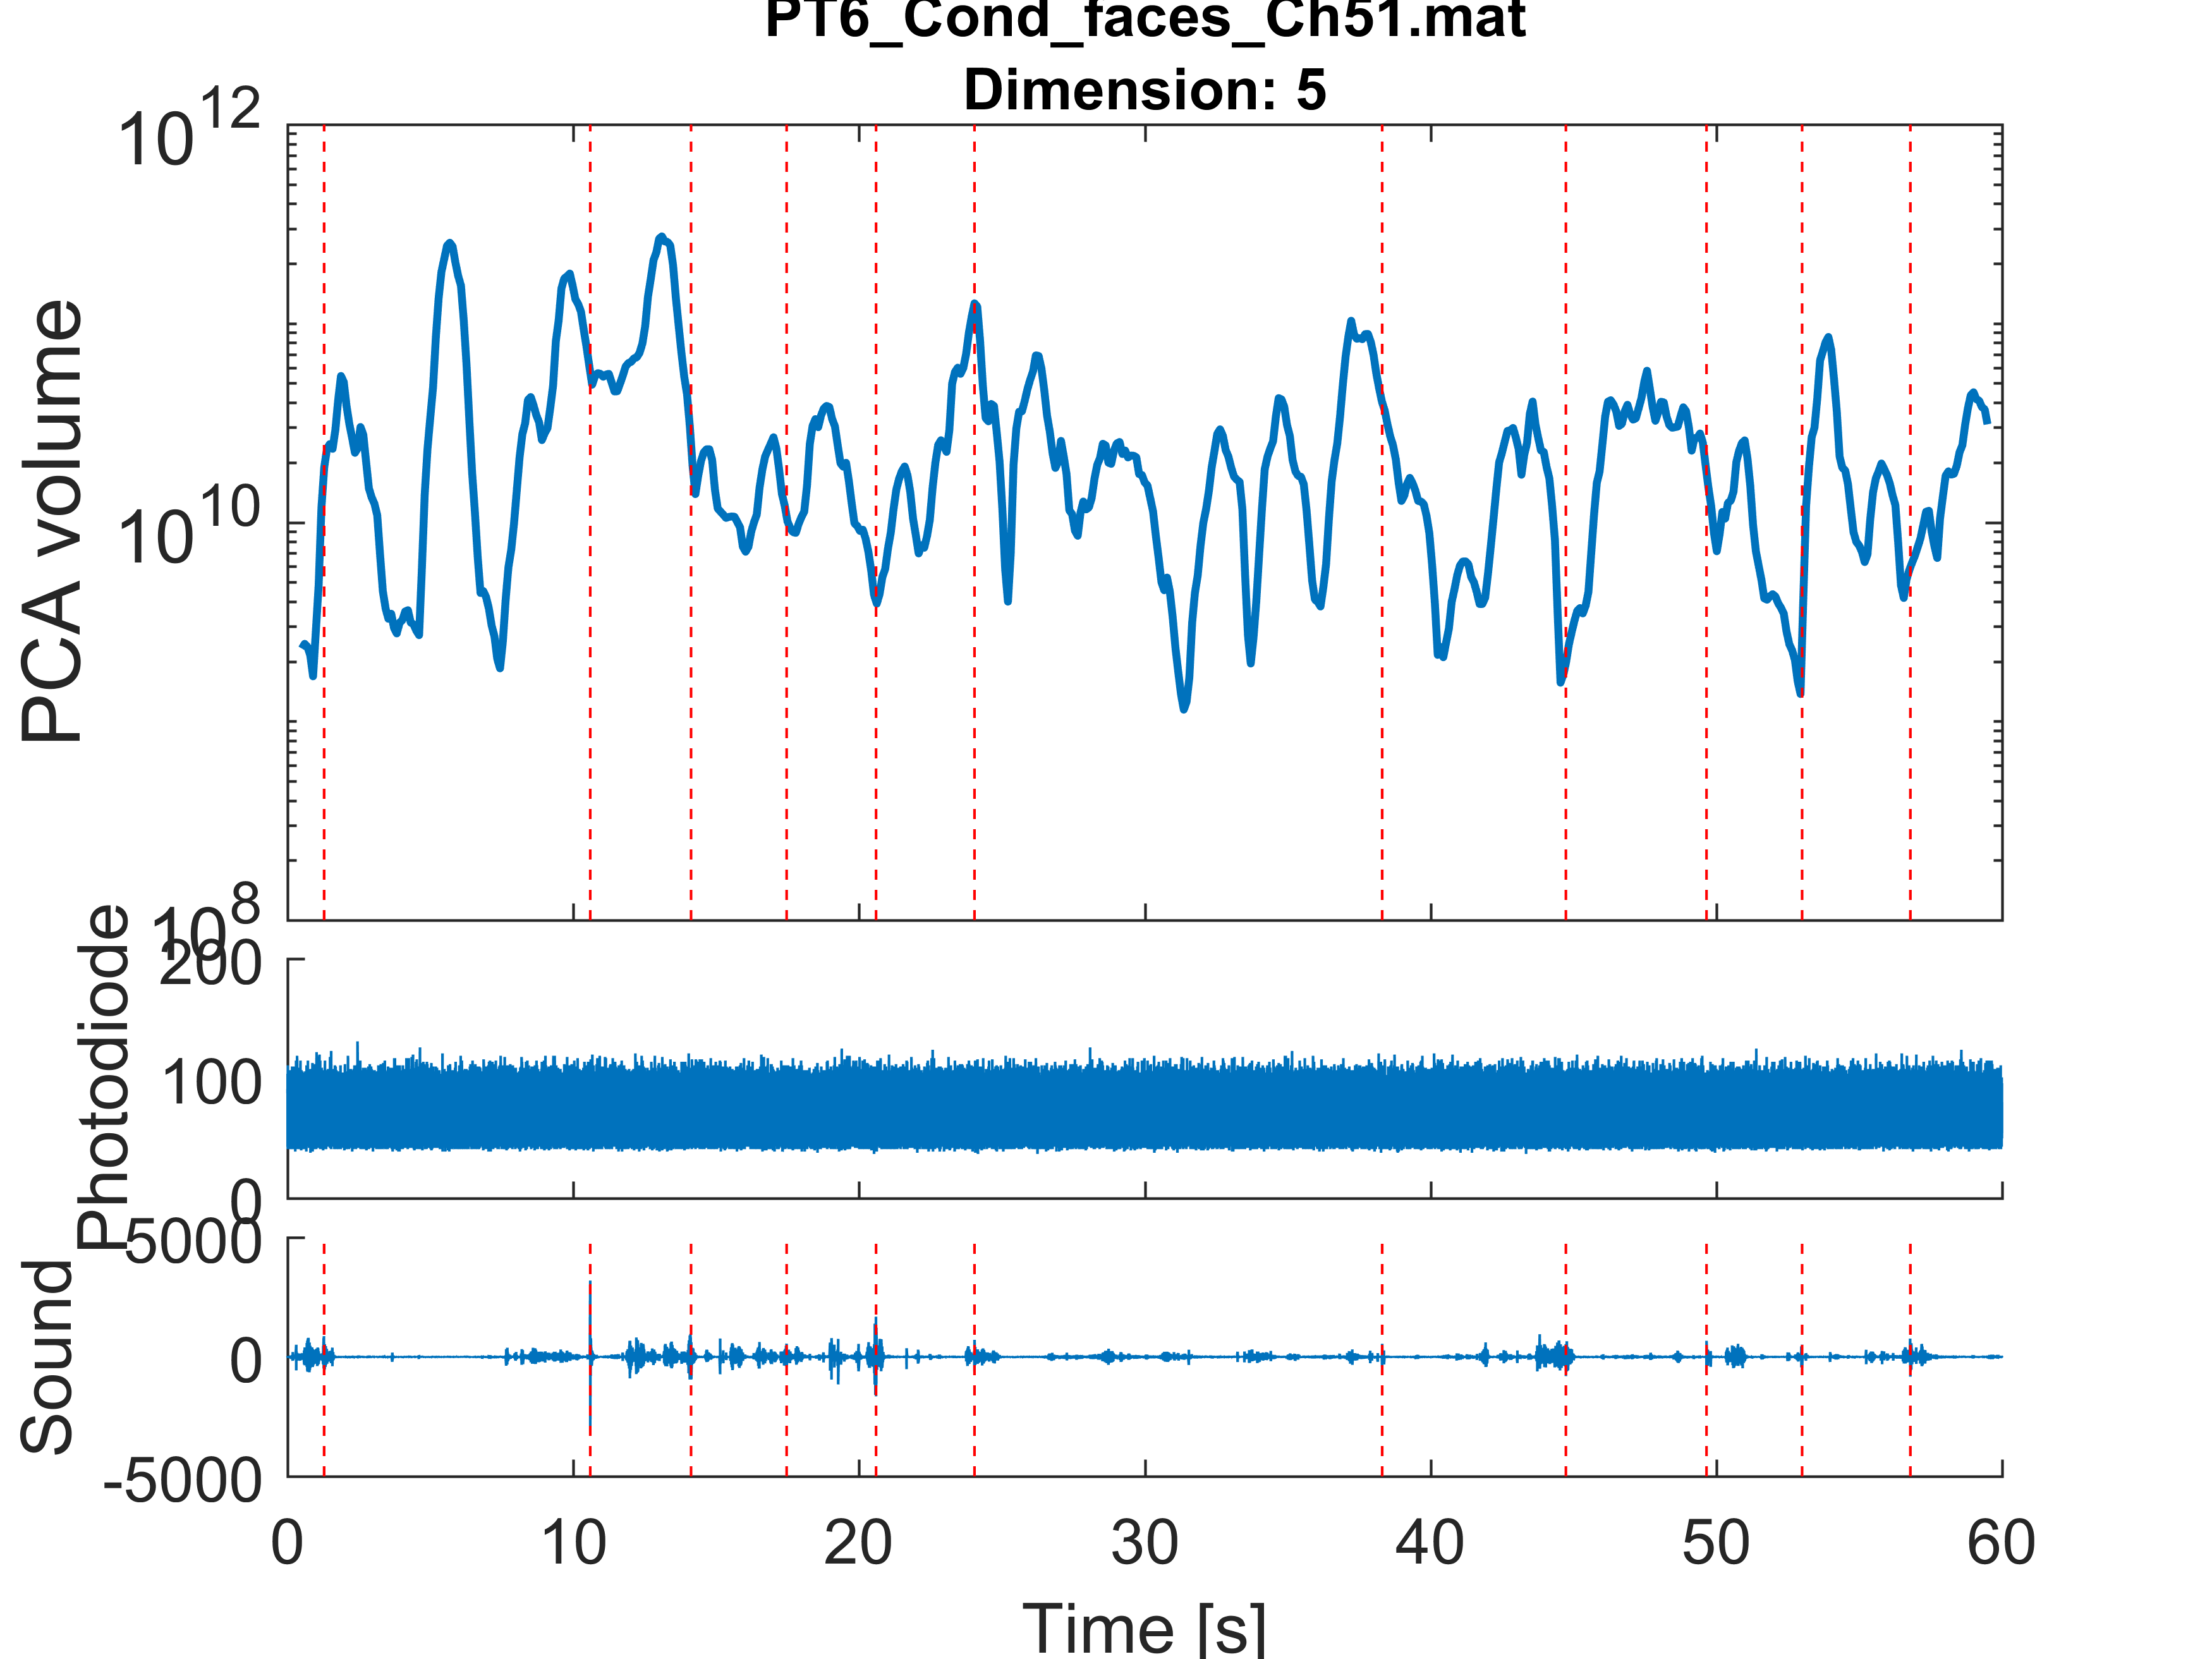 PT6_Cond_faces_Ch51.mat
Dimension: 5
10^12
10^10
10^8
PCA volume
200
100
0
Photodiode
5000
0
-5000
Sound
0 10 20 30 40 50 60
Time [s]